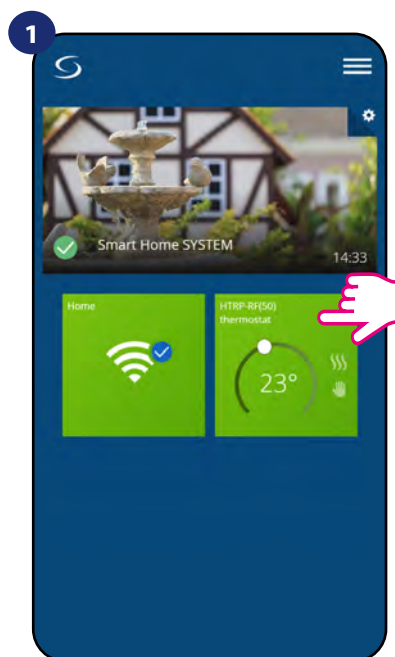 1
Smart Home SYSTEM
14:33
Home
HTRP-RF(50)
thermostat
23°